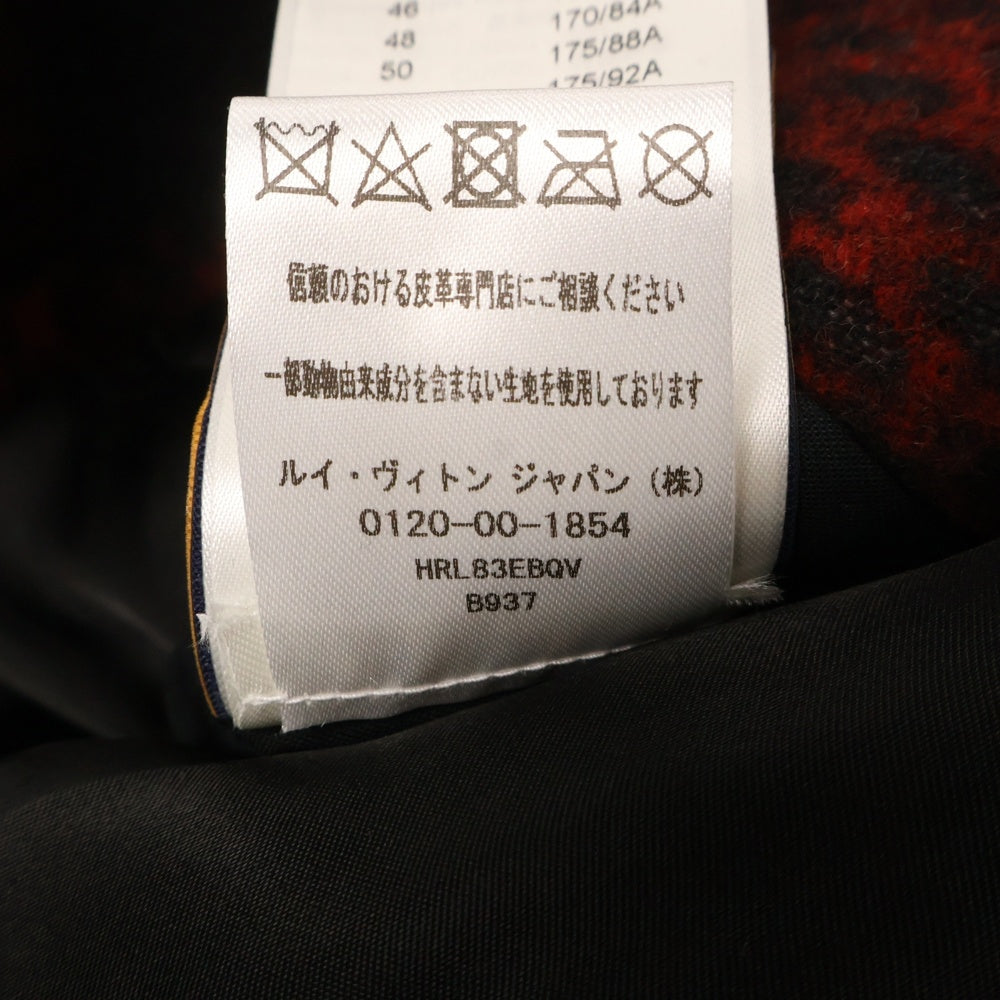 46 170/84A
48 175/88A
50 175/92A
信頼のおける皮革専門店にご相談ください
一部動物由来成分を含まない生地を使用しております
ルイ・ヴィトン ジャパン (株)
0120-00-1854
HRL83EBQV
B937